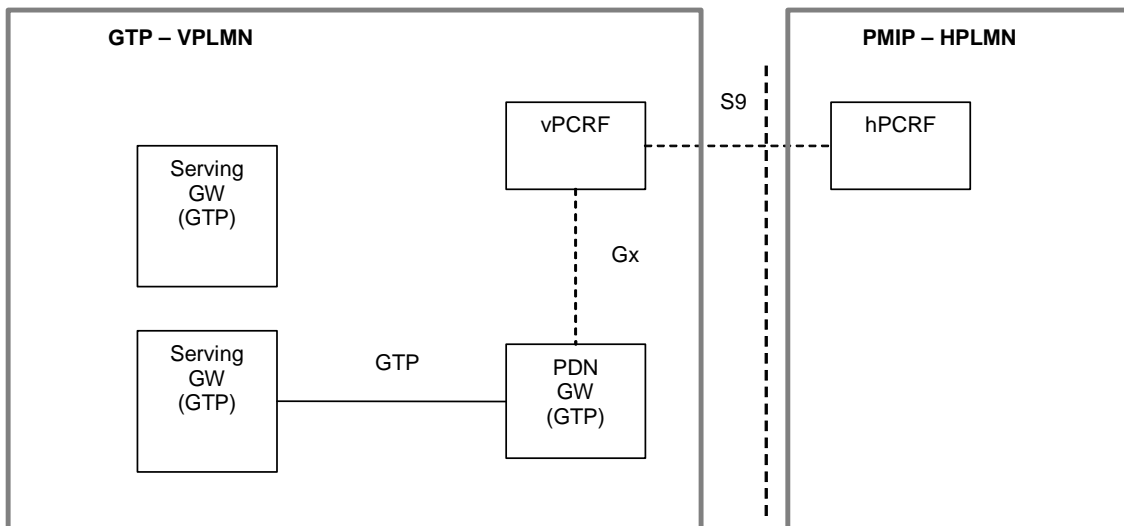 GTP – VPLMN
PMIP – HPLMN
S9
vPCRF
hPCRF
Serving
GW
(GTP)
Gx
Serving
GW
(GTP)
GTP
PDN
GW
(GTP)